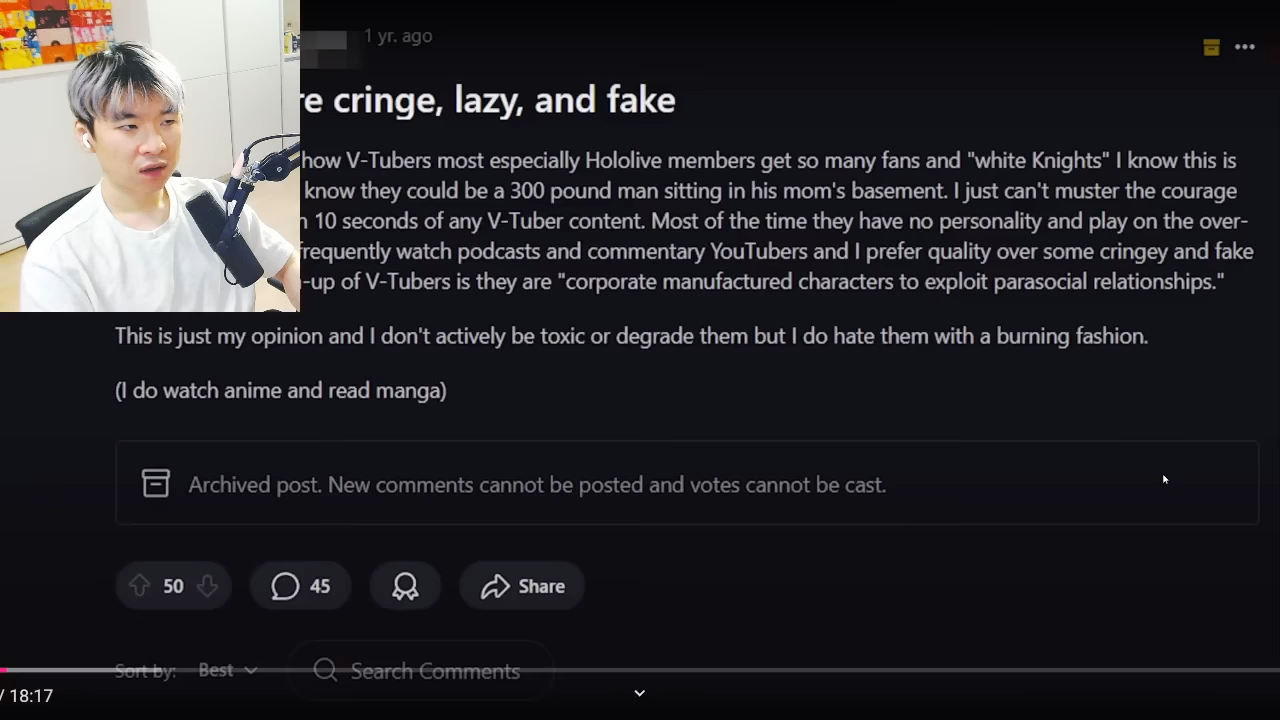 1 yr. ago
re cringe, lazy, and fake
how V-Tubers most especially Hololive members get so many fans and "white Knights" I know this is
know they could be a 300 pound man sitting in his mom's basement. I just can't muster the courage
10 seconds of any V-Tuber content. Most of the time they have no personality and play on the over-
frequently watch podcasts and commentary YouTubers and I prefer quality over some cringey and fake
-up of V-Tubers is they are "corporate manufactured characters to exploit parasocial relationships."
This is just my opinion and I don't actively be toxic or degrade them but I do hate them with a burning fashion.
(I do watch anime and read manga)
Archived post. New comments cannot be posted and votes cannot be cast.
50 45 Share
Sort by: Best Search Comments
/ 18:17